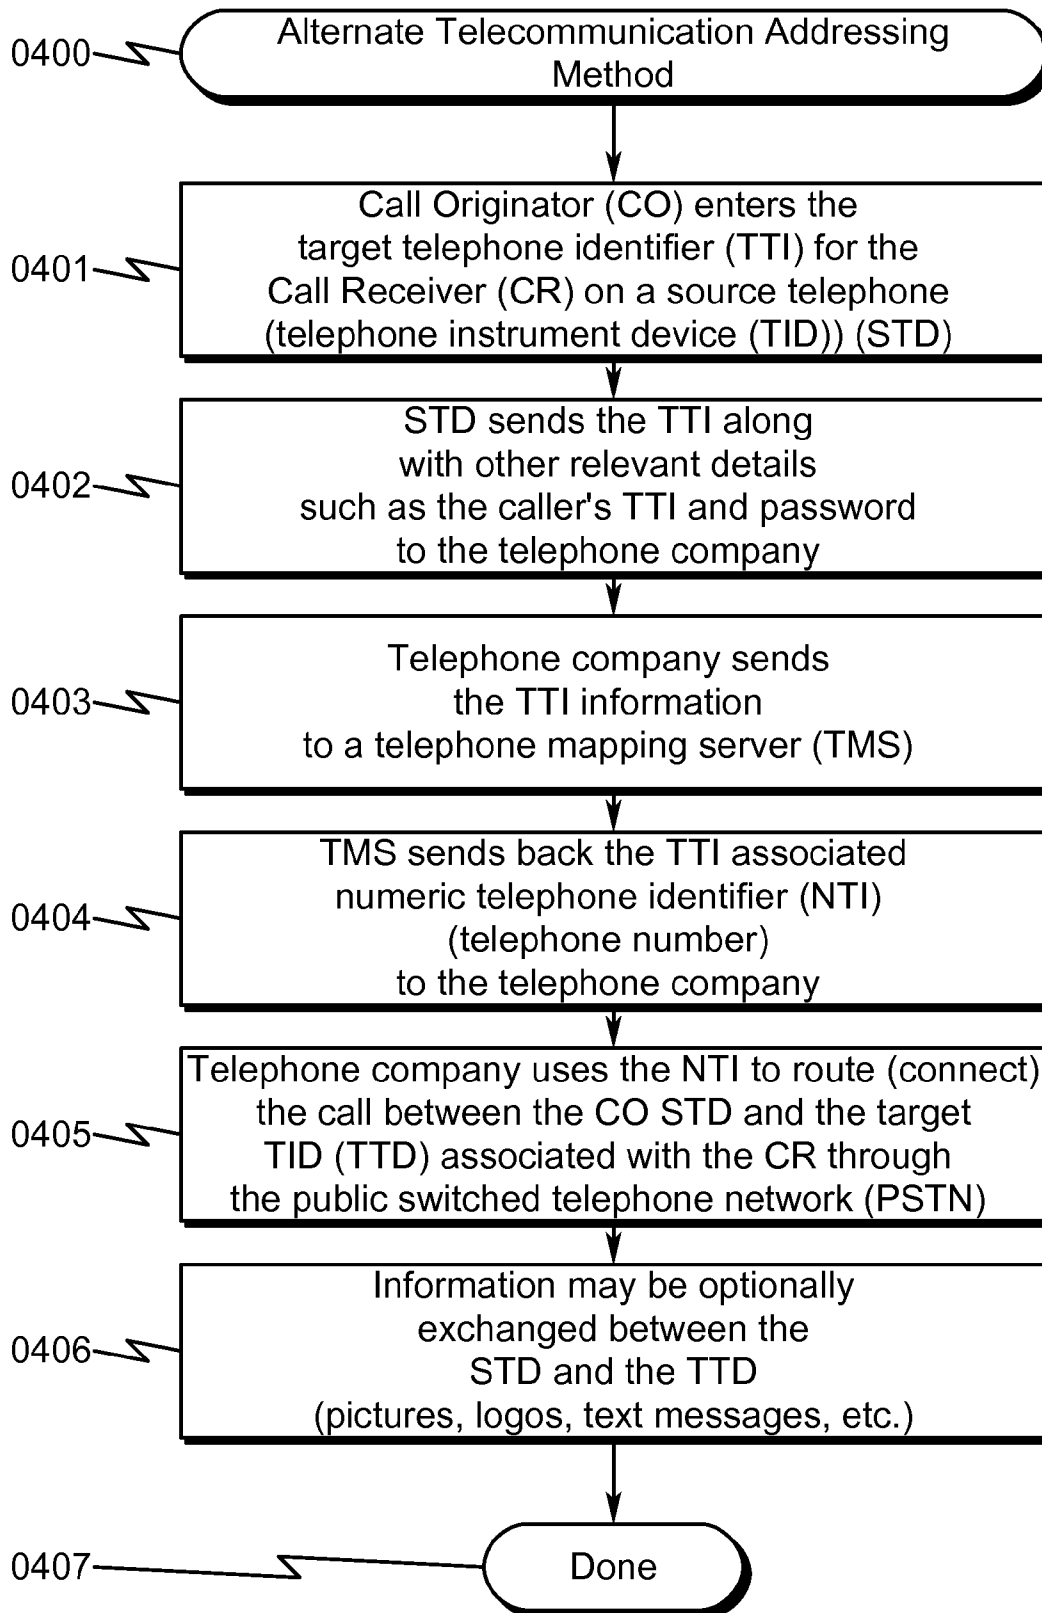 0400
Alternate Telecommunication Addressing
Method
0401
Call Originator (CO) enters the
target telephone identifier (TTI) for the
Call Receiver (CR) on a source telephone
(telephone instrument device (TID)) (STD)
0402
STD sends the TTI along
with other relevant details
such as the caller's TTI and password
to the telephone company
0403
Telephone company sends
the TTI information
to a telephone mapping server (TMS)
0404
TMS sends back the TTI associated
numeric telephone identifier (NTI)
(telephone number)
to the telephone company
0405
Telephone company uses the NTI to route (connect)
the call between the CO STD and the target
TID (TTD) associated with the CR through
the public switched telephone network (PSTN)
0406
Information may be optionally
exchanged between the
STD and the TTD
(pictures, logos, text messages, etc.)
0407
Done